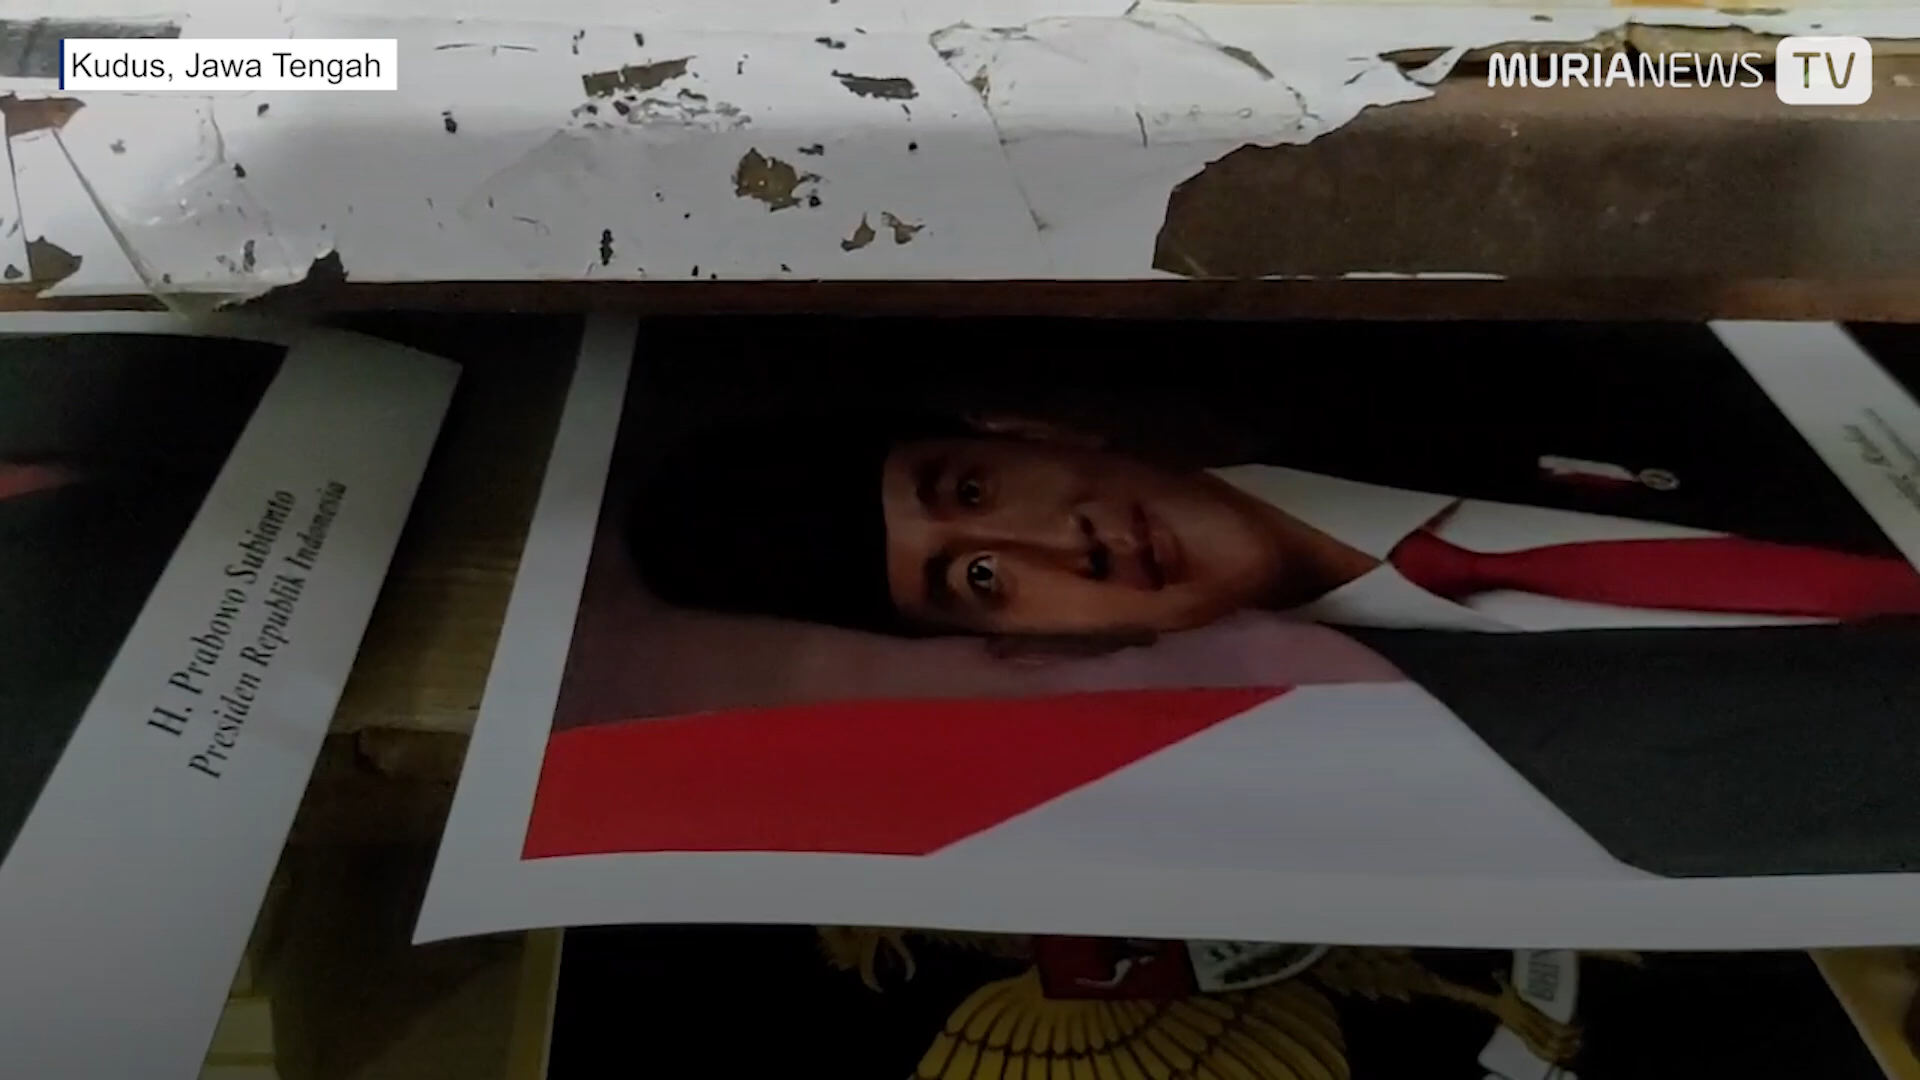 Kudus, Jawa Tengah
MURIANEWS TV
H. Prabowo Subianto
Presiden Republik Indonesia